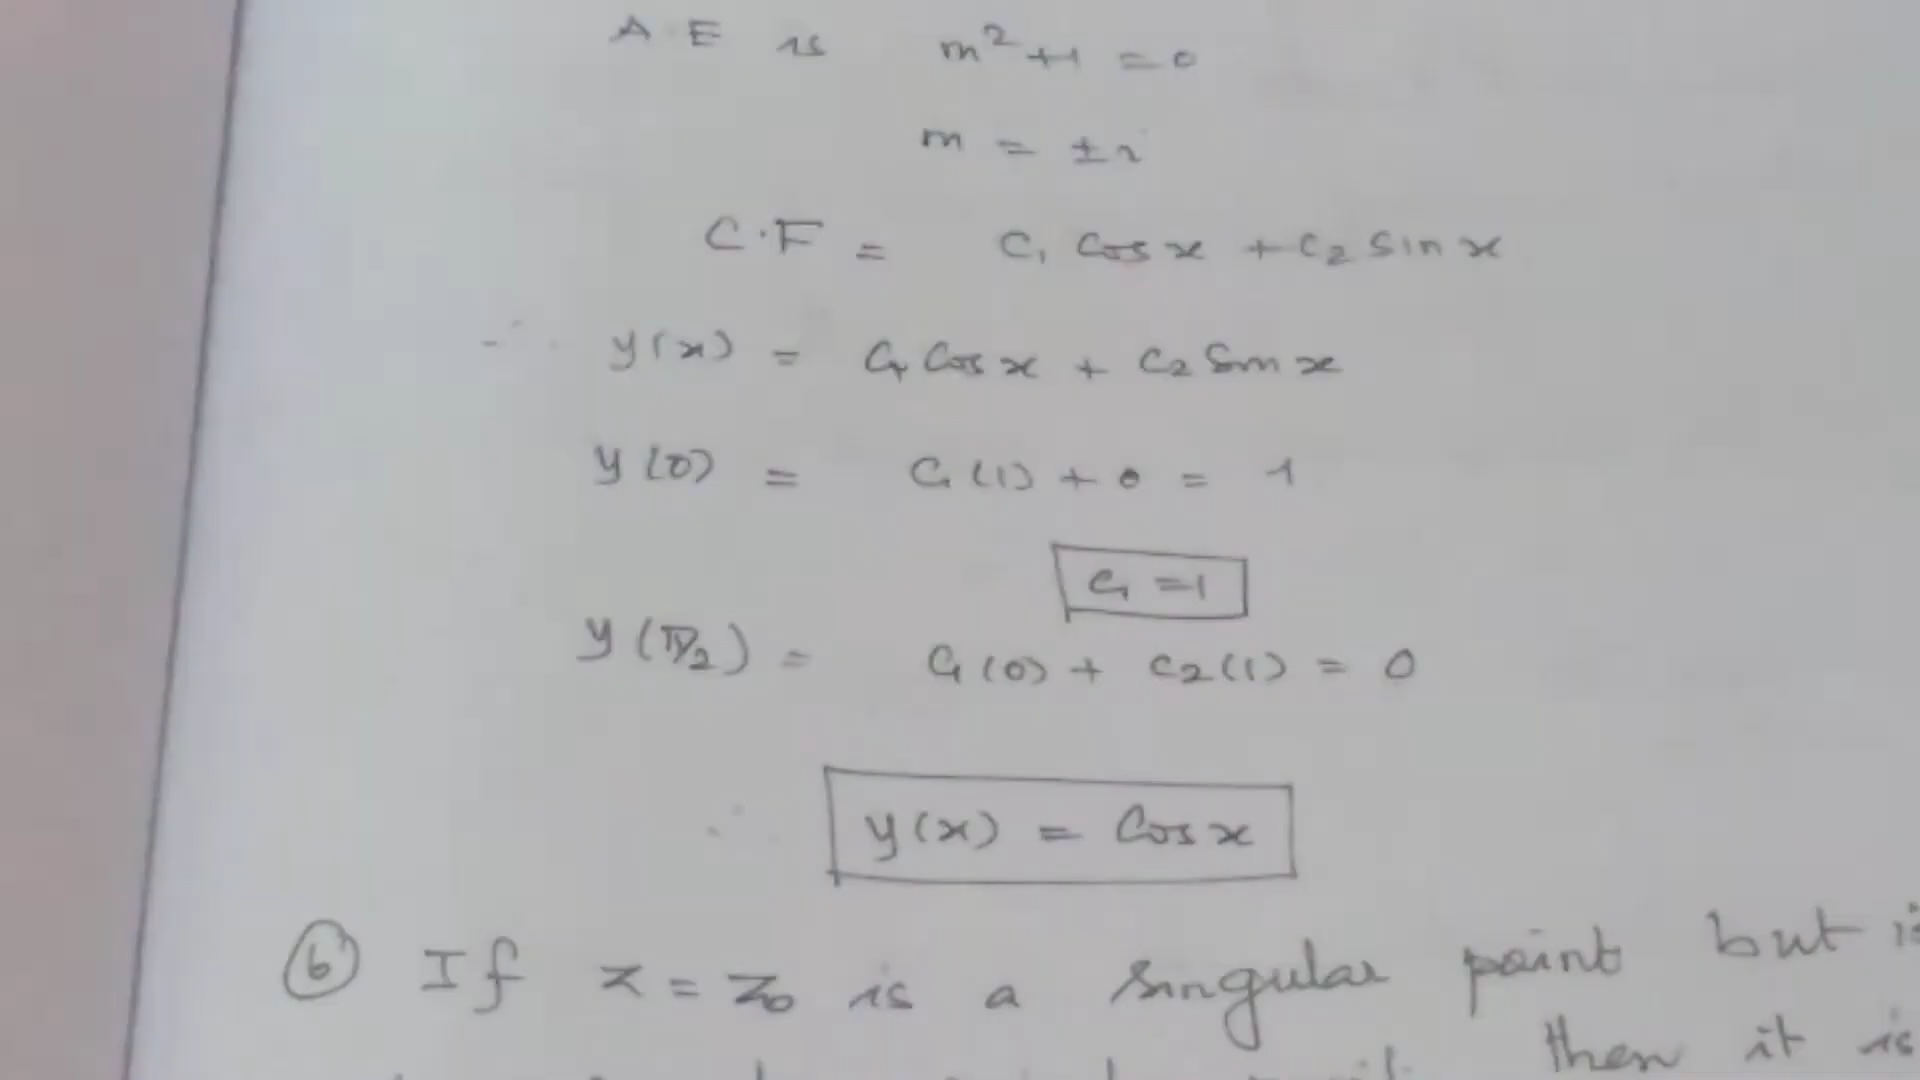 A.E is m² + 1 = 0
m = ± i
C.F = C₁ Cos x + C₂ Sin x
∴ y(x) = C₁ Cos x + C₂ Sin x
y(0) = C₁(1) + 0 = 1
C₁ = 1
y(π/2) = C₁(0) + C₂(1) = 0
∴ y(x) = Cos x
⑥ If z = z₀ is a singular point but
then it is